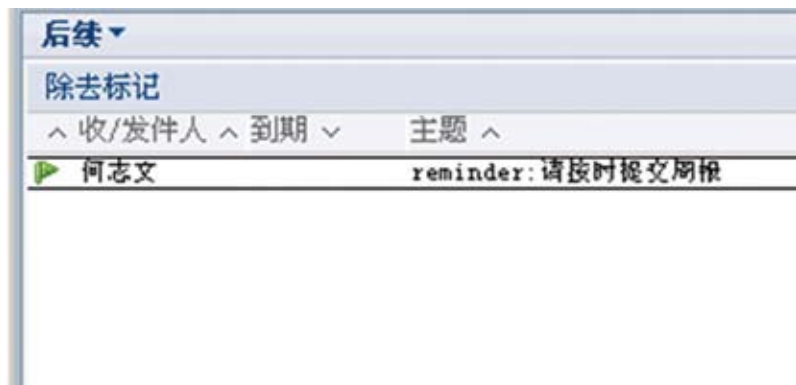 后续
除去标记
收/发件人 到期 主题
何志文 reminder:请按时提交周报